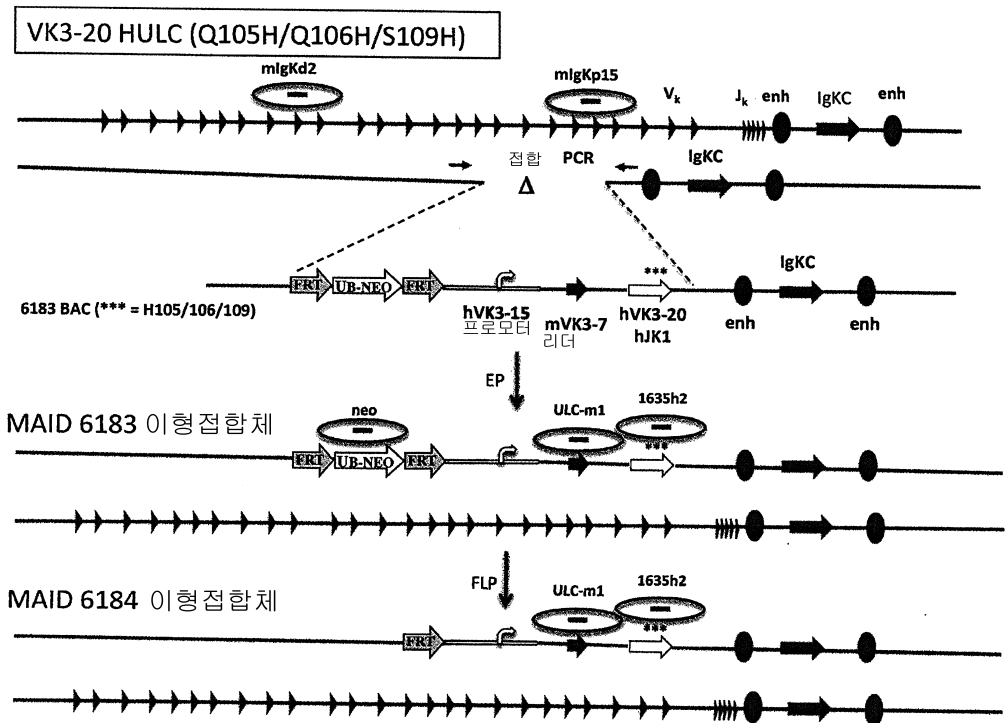 VK3-20 HULC (Q105H/Q106H/S109H)
mIgKd2
mIgKp15
Vk
Jk
enh
IgKC
enh
접합
PCR
IgKC
Δ
IgKC
***
FRT
UB-NEO
FRT
6183 BAC (*** = H105/106/109)
hVK3-15
프로모터
mVK3-7
리더
hVK3-20
hJK1
enh
enh
EP
MAID 6183 이형접합체
neo
ULC-m1
1635h2
***
FRT
UB-NEO
FRT
FLP
MAID 6184 이형접합체
ULC-m1
1635h2
***
FRT